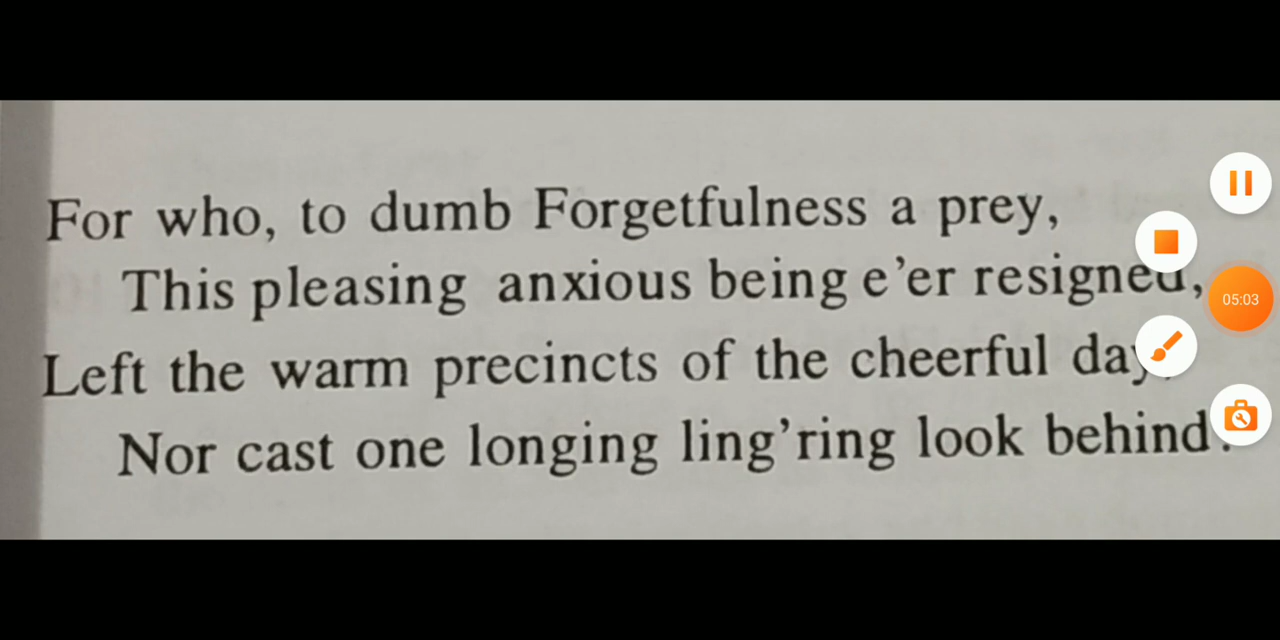 For who, to dumb Forgetfulness a prey,
This pleasing anxious being e’er resigned,
Left the warm precincts of the cheerful day,
Nor cast one longing ling’ring look behind?
05:03